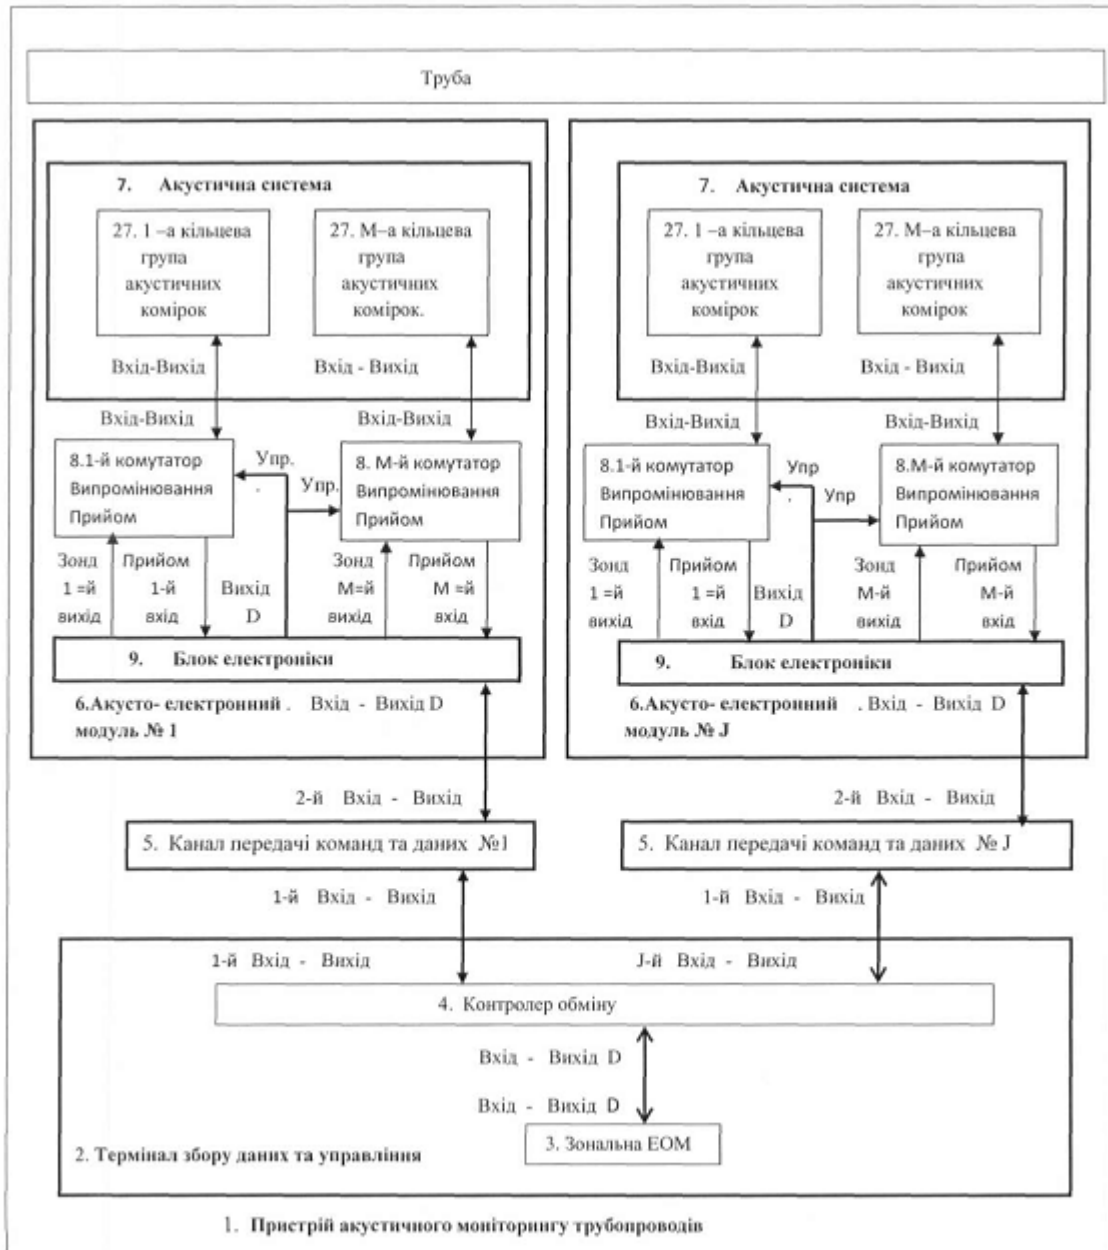 Труба
7. Акустична система
27. 1 –а кільцева
група
акустичних
комірок
27. М–а кільцева
група
акустичних
комірок.
Вхід-Вихід
Вхід - Вихід
Вхід-Вихід
Вхід-Вихід
8.1-й комутатор
Випромінювання
Прийом
Упр.
.
Упр.
8. М-й комутатор
Випромінювання
Прийом
Зонд
1 =й
вихід
Прийом
1-й
вхід
Вихід
D
Зонд
М=й
вихід
Прийом
М =й
вхід
9. Блок електроніки
6.Акусто- електронний . Вхід - Вихід D
модуль № 1
7. Акустична система
27. 1 –а кільцева
група
акустичних
комірок
27. М–а кільцева
група
акустичних
комірок
Вхід-Вихід
Вхід - Вихід
Вхід-Вихід
Вхід-Вихід
8.1-й комутатор
Випромінювання
Прийом
Упр
.
Упр
8.М-й комутатор
Випромінювання
Прийом
Зонд
1 =й
вихід
Прийом
1 =й
вхід
Вихід
D
Зонд
М-й
вихід
Прийом
М-й
вхід
9. Блок електроніки
6.Акусто- електронний . Вхід - Вихід D
модуль № J
2-й Вхід - Вихід
2-й Вхід - Вихід
5. Канал передачі команд та даних №1
5. Канал передачі команд та даних № J
1-й Вхід - Вихід
1-й Вхід - Вихід
1-й Вхід - Вихід
J-й Вхід - Вихід
4. Контролер обміну
Вхід - Вихід D
Вхід - Вихід D
3. Зональна ЕОМ
2. Термінал збору даних та управління
1. Пристрій акустичного моніторингу трубопроводів